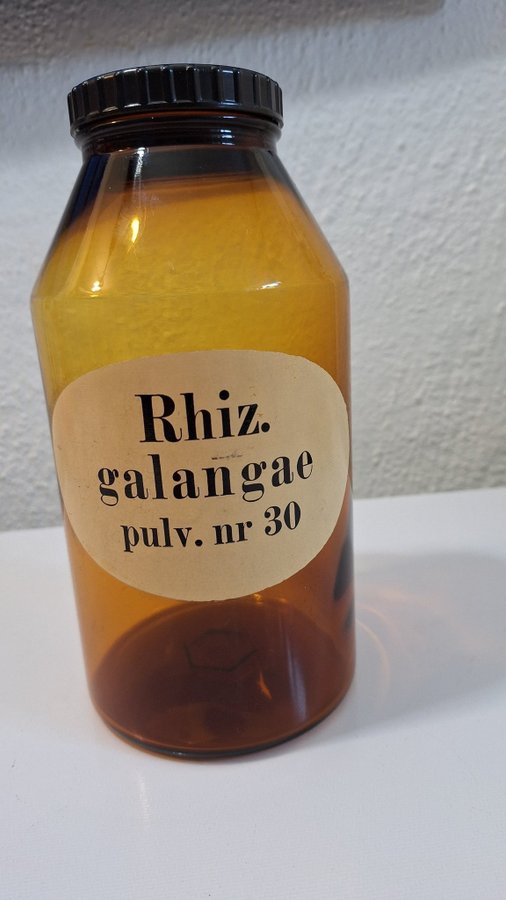 Rhiz.
galangae
pulv. nr 30